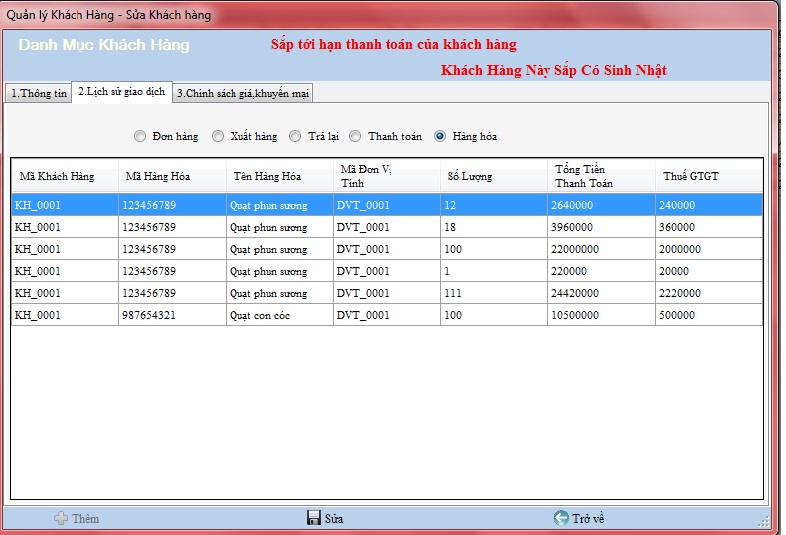 Quản lý Khách Hàng - Sửa Khách hàng
Danh Mục Khách Hàng
Sắp tới hạn thanh toán của khách hàng
Khách Hàng Này Sắp Có Sinh Nhật
1.Thông tin 2.Lịch sử giao dịch 3.Chính sách giá,khuyến mại
Đơn hàng Xuất hàng Trả lại Thanh toán Hàng hóa
Mã Khách Hàng Mã Hàng Hóa Tên Hàng Hóa Mã Đơn Vị Tính Số Lượng Tổng Tiền Thanh Toán Thuế GTGT
KH_0001 123456789 Quạt phun sương DVT_0001 12 2640000 240000
KH_0001 123456789 Quạt phun sương DVT_0001 18 3960000 360000
KH_0001 123456789 Quạt phun sương DVT_0001 100 22000000 2000000
KH_0001 123456789 Quạt phun sương DVT_0001 1 220000 20000
KH_0001 123456789 Quạt phun sương DVT_0001 111 24420000 2220000
KH_0001 987654321 Quạt con cóc DVT_0001 100 10500000 500000
Thêm Sửa Trở về